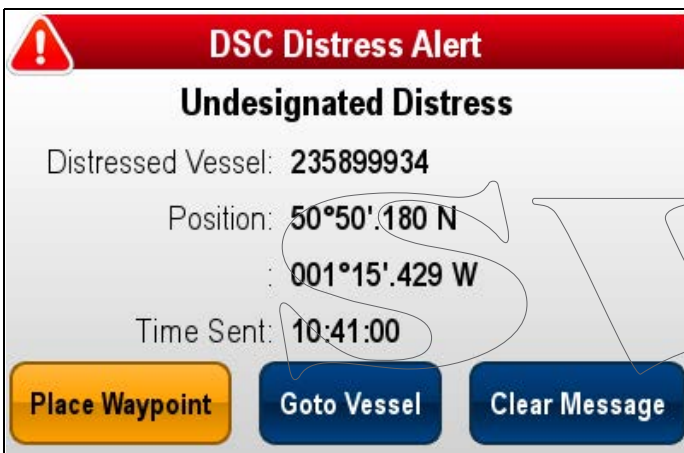 DSC Distress Alert
Undesignated Distress
Distressed Vessel: 235899934
Position: 50°50'.180 N
: 001°15'.429 W
Time Sent: 10:41:00
Place Waypoint Goto Vessel Clear Message